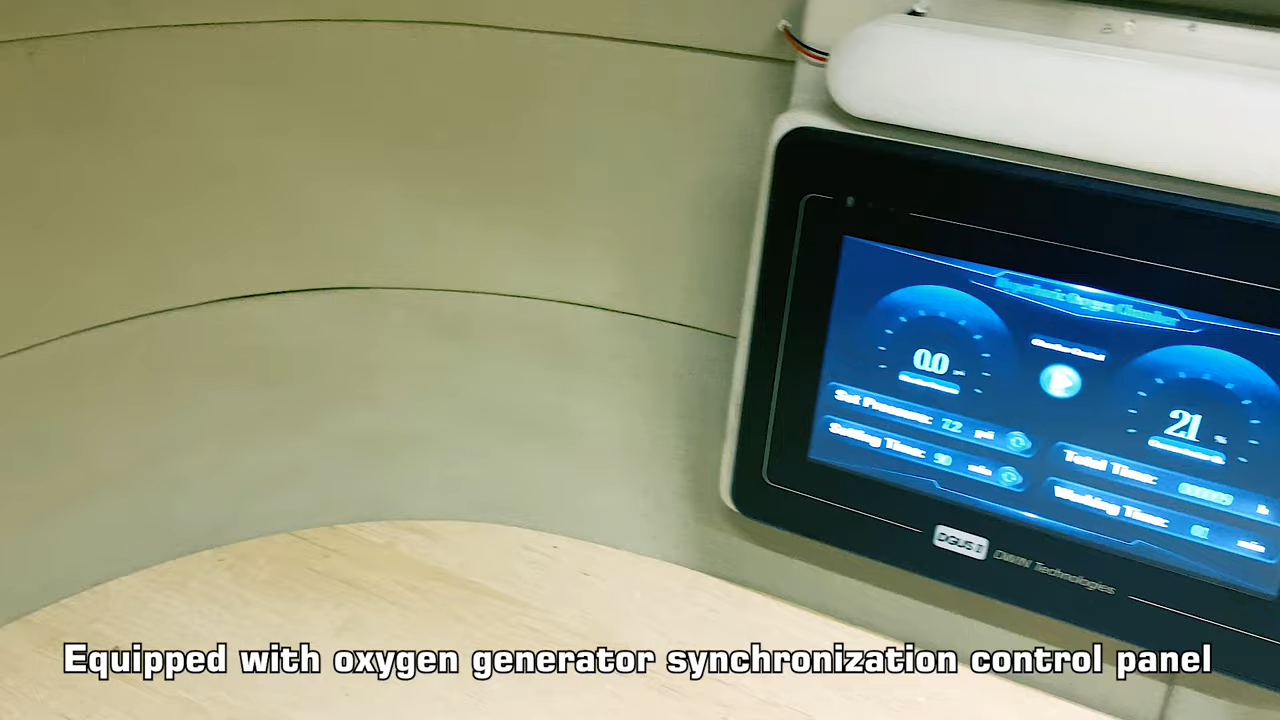 0.0
21 %
Set Pressure: 7.2 psi
Setting Time: 90 min
Total Time: h
Working Time: min
DGUS II DWIN Technologies
Equipped with oxygen generator synchronization control panel